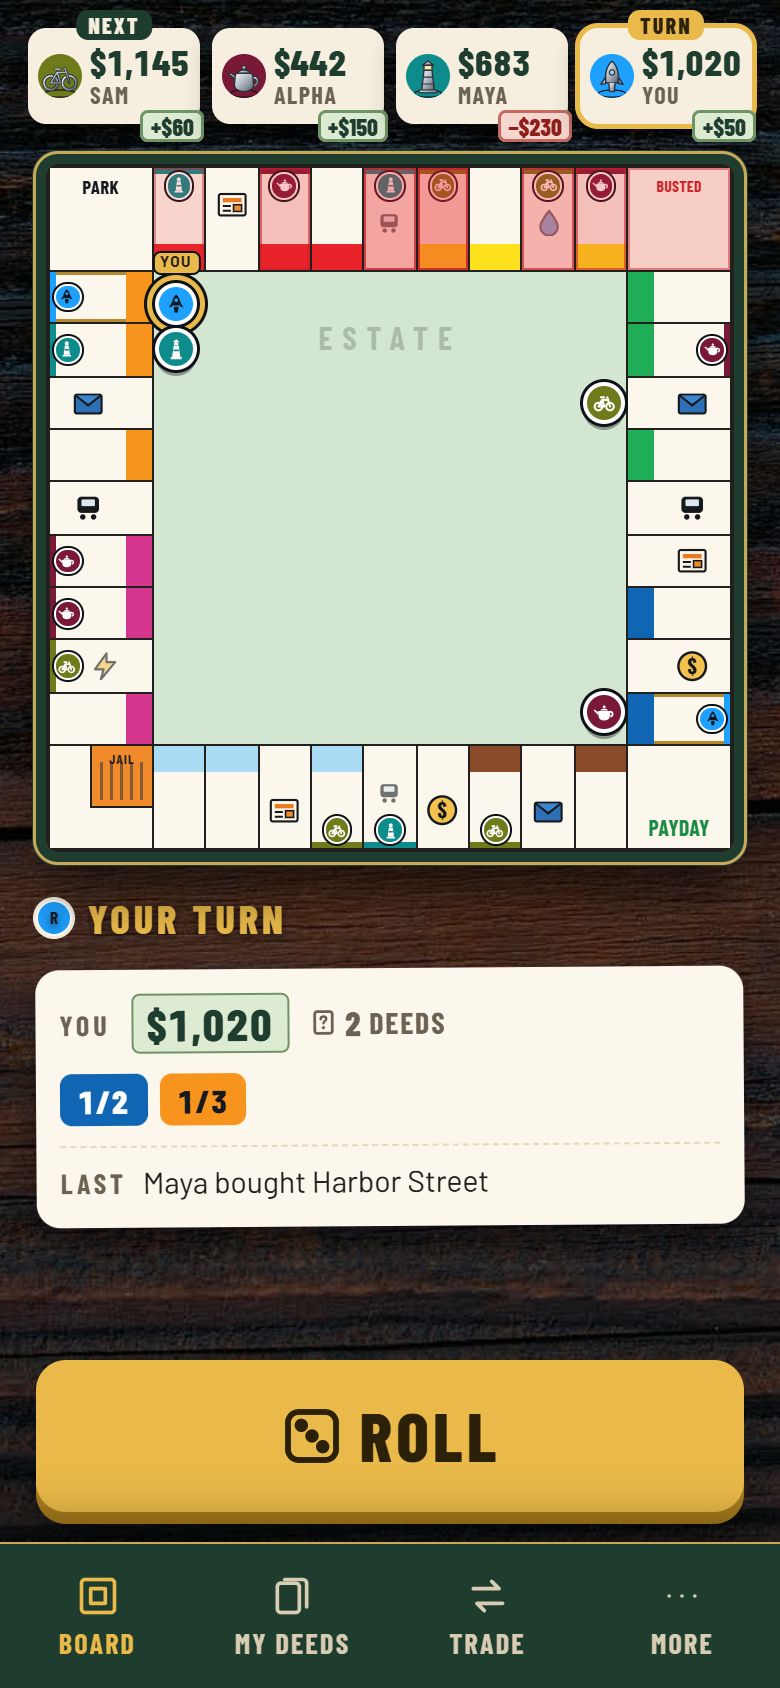 NEXT
TURN
$1,145
SAM
+$60
$442
ALPHA
+$150
$683
MAYA
−$230
$1,020
YOU
+$50
PARK
BUSTED
YOU
ESTATE
$
JAIL
$
PAYDAY
R
YOUR TURN
YOU
$1,020
? 2 DEEDS
1/2
1/3
LAST Maya bought Harbor Street
ROLL
BOARD
MY DEEDS
TRADE
MORE